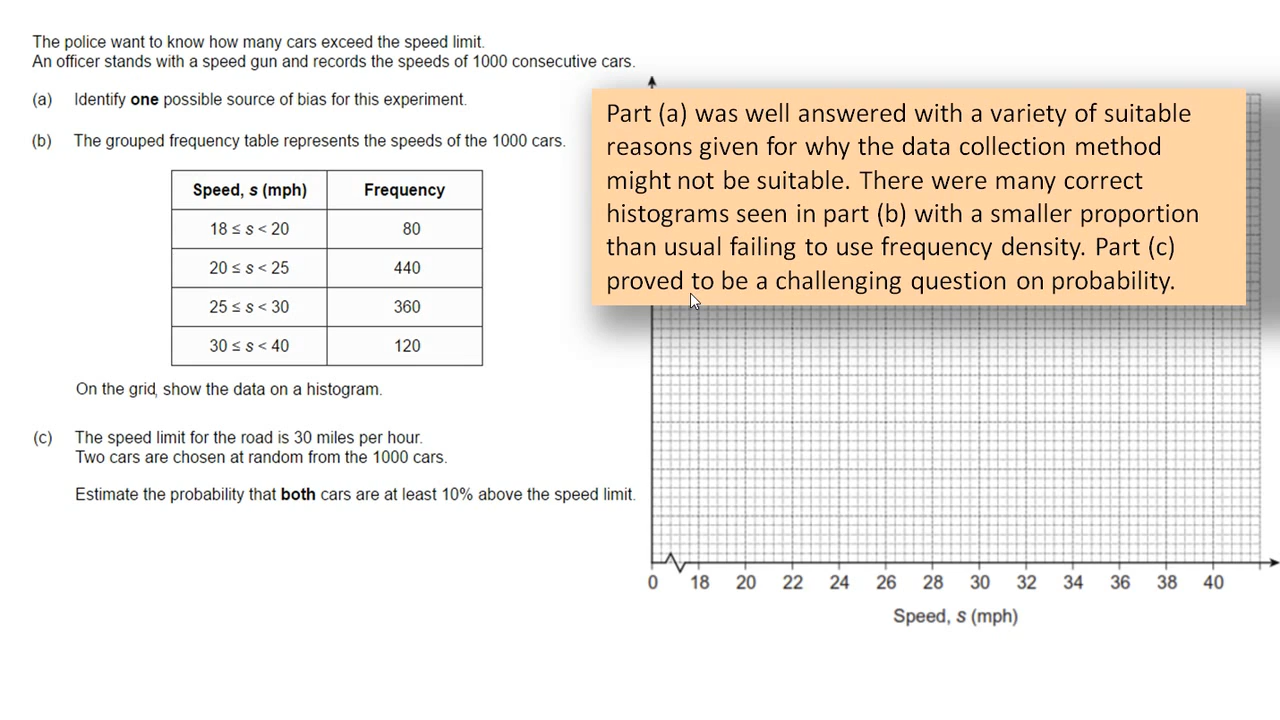 The police want to know how many cars exceed the speed limit.
An officer stands with a speed gun and records the speeds of 1000 consecutive cars.
(a) Identify one possible source of bias for this experiment.
(b) The grouped frequency table represents the speeds of the 1000 cars.
Speed, s (mph) Frequency
18 ≤ s < 20 80
20 ≤ s < 25 440
25 ≤ s < 30 360
30 ≤ s < 40 120
On the grid, show the data on a histogram.
(c) The speed limit for the road is 30 miles per hour.
Two cars are chosen at random from the 1000 cars.
Estimate the probability that both cars are at least 10% above the speed limit.
Part (a) was well answered with a variety of suitable
reasons given for why the data collection method
might not be suitable. There were many correct
histograms seen in part (b) with a smaller proportion
than usual failing to use frequency density. Part (c)
proved to be a challenging question on probability.
0 18 20 22 24 26 28 30 32 34 36 38 40
Speed, s (mph)